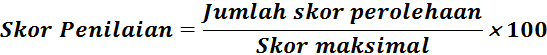 Skor Penilaian = Jumlah skor perolehaan / Skor maksimal × 100